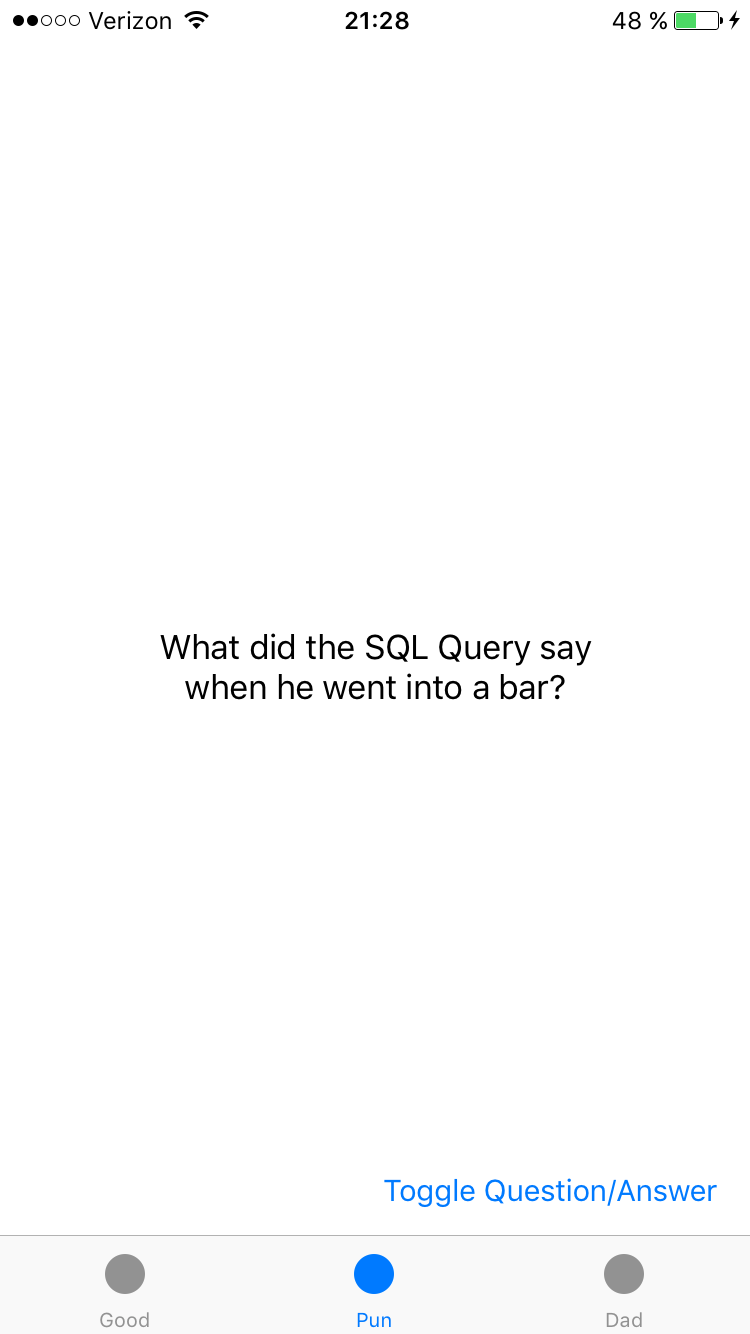 Verizon 21:28 48 %
What did the SQL Query say
when he went into a bar?
Toggle Question/Answer
Good Pun Dad